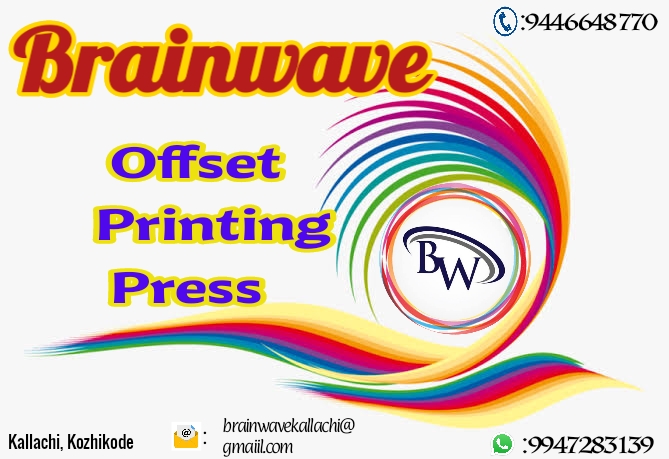 Brainwave
:9446648770
Offset
Printing
Press
BW
Kallachi, Kozhikode
:
brainwavekallachi@
gmaiil.com
:9947283139